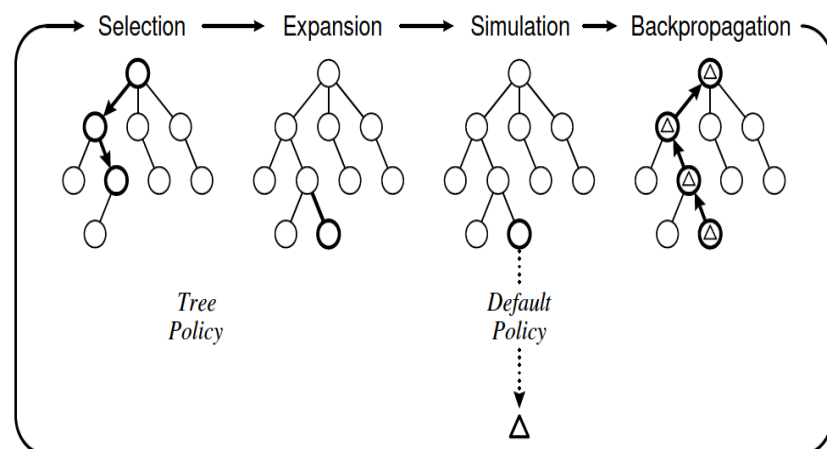 Selection Expansion Simulation Backpropagation
Tree
Policy
Default
Policy